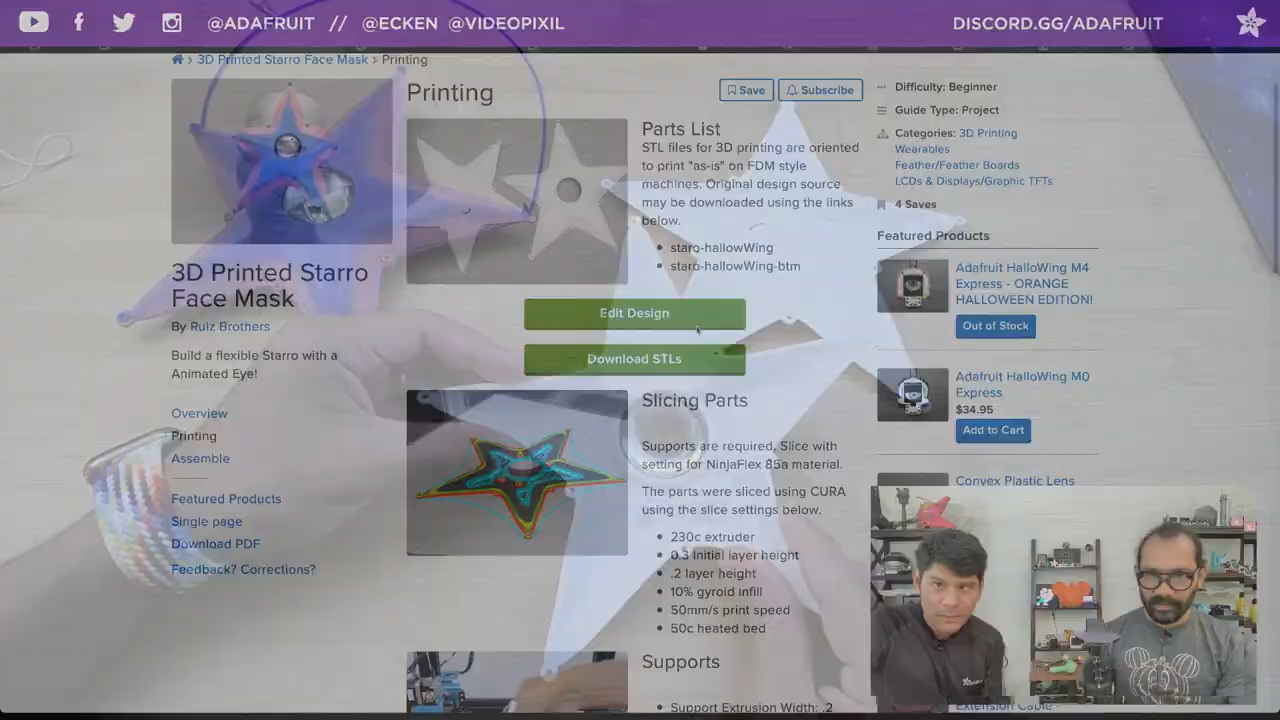 @ADAFRUIT // @ECKEN @VIDEOPIXIL
DISCORD.GG/ADAFRUIT
3D Printed Starro Face Mask > Printing
Printing
Save
Subscribe
Parts List
STL files for 3D printing are oriented
to print "as-is" on FDM style
machines. Original design source
may be downloaded using the links
below.
staro-hallowWing
staro-hallowWing-btm
Edit Design
Download STLs
Slicing Parts
Supports are required, Slice with
setting for NinjaFlex 85a material.
The parts were sliced using CURA
using the slice settings below.
230c extruder
0.3 Initial layer height
.2 layer height
10% gyroid infill
50mm/s print speed
50c heated bed
Supports
Support Extrusion Width: .2
3D Printed Starro
Face Mask
By Ruiz Brothers
Build a flexible Starro with a
Animated Eye!
Overview
Printing
Assemble
Featured Products
Single page
Download PDF
Feedback? Corrections?
Difficulty: Beginner
Guide Type: Project
Categories: 3D Printing
Wearables
Feather/Feather Boards
LCDs & Displays/Graphic TFTs
4 Saves
Featured Products
Adafruit HalloWing M4
Express - ORANGE
HALLOWEEN EDITION!
Out of Stock
Adafruit HalloWing M0
Express
$34.95
Add to Cart
Convex Plastic Lens
Extension Cable -